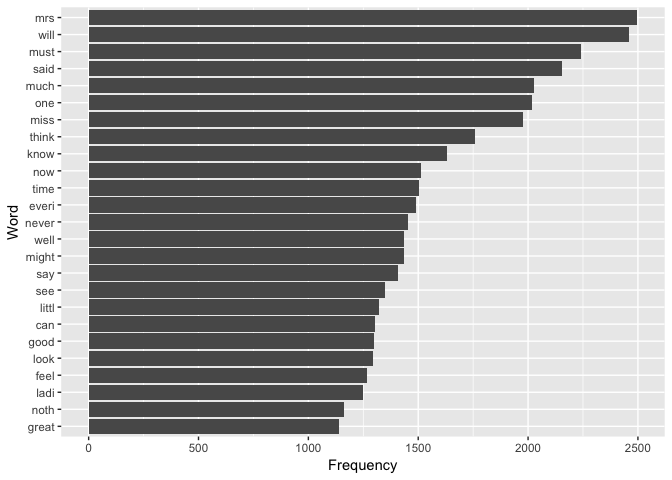 mrs
will
must
said
much
one
miss
think
know
now
time
everi
never
well
might
say
see
littl
can
good
look
feel
ladi
noth
great
Word
0 500 1000 1500 2000 2500
Frequency